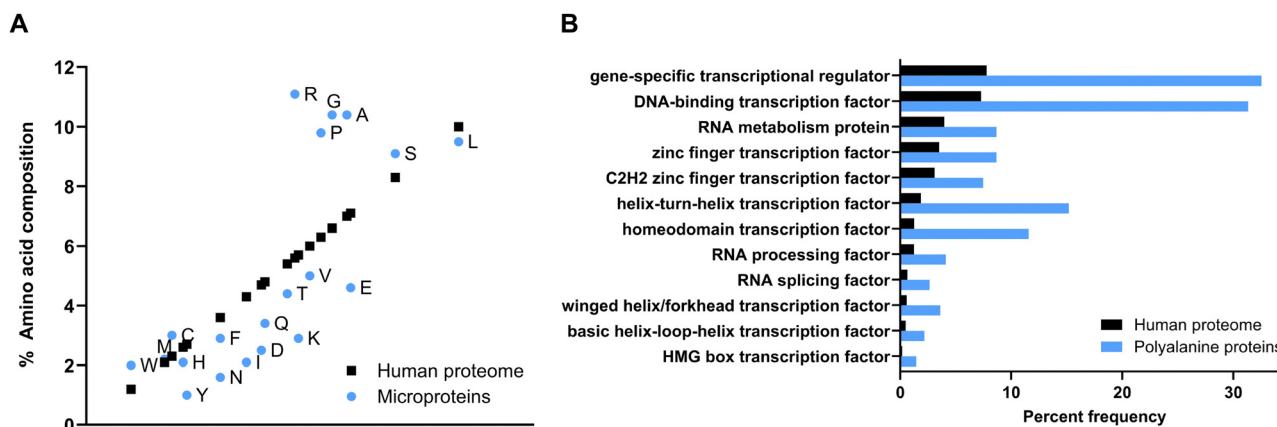 A
% Amino acid composition
12
10
8
6
4
2
0
R
G
A
P
S
L
V
T
E
Q
K
C
M
F
D
W
H
I
N
Y
Human proteome
Microproteins
B
gene-specific transcriptional regulator
DNA-binding transcription factor
RNA metabolism protein
zinc finger transcription factor
C2H2 zinc finger transcription factor
helix-turn-helix transcription factor
homeodomain transcription factor
RNA processing factor
RNA splicing factor
winged helix/forkhead transcription factor
basic helix-loop-helix transcription factor
HMG box transcription factor
Human proteome
Polyalanine proteins
0 10 20 30
Percent frequency